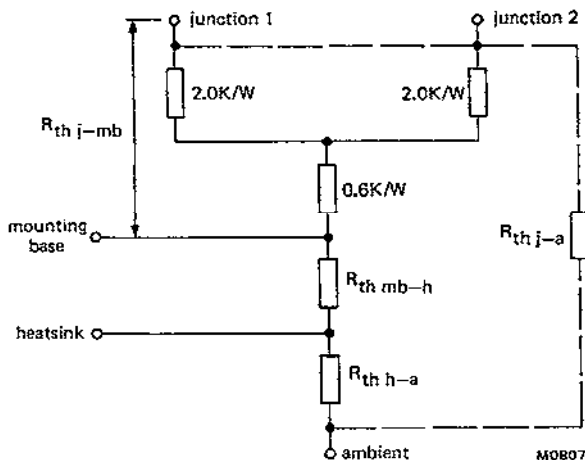 junction 1
junction 2
2.0K/W
2.0K/W
R th j-mb
0.6K/W
mounting
base
R th mb-h
R th j-a
heatsink
R th h-a
ambient
M0807